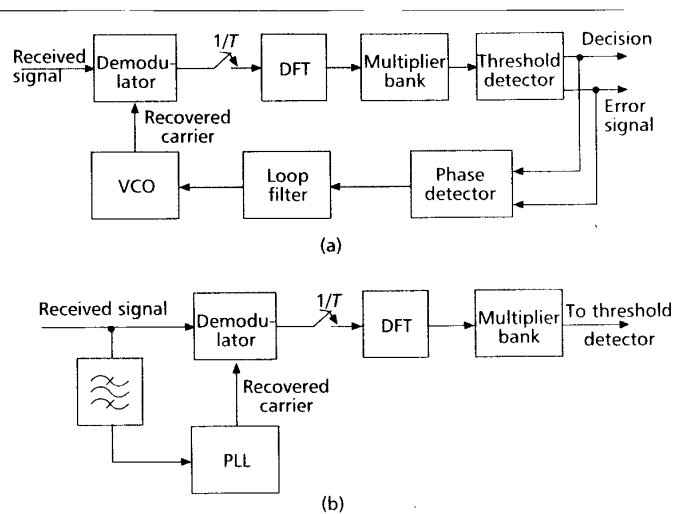 Received
signal
Demodu-
lator
1/T
DFT
Multiplier
bank
Threshold
detector
Decision
Error
signal
Recovered
carrier
VCO
Loop
filter
Phase
detector
(a)
Received signal
Demodu-
lator
1/T
DFT
Multiplier
bank
To threshold
detector
Recovered
carrier
PLL
(b)